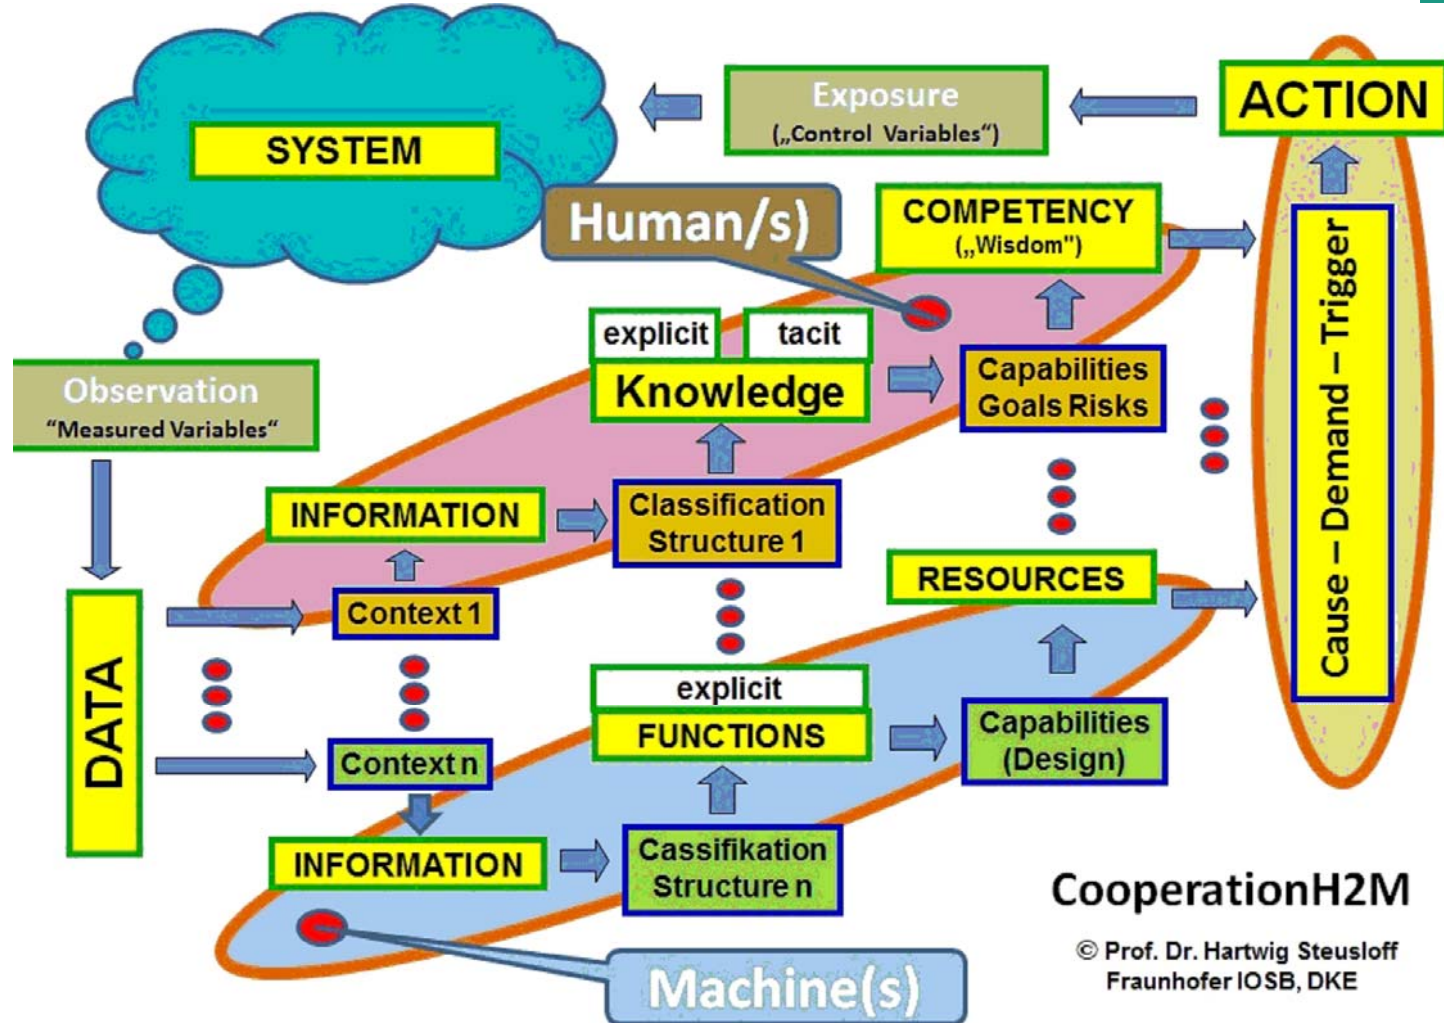 SYSTEM
Exposure
(„Control Variables“)
ACTION
Human/s)
COMPETENCY
(„Wisdom")
explicit
tacit
Knowledge
Capabilities
Goals Risks
Observation
“Measured Variables“
INFORMATION
Classification
Structure 1
Context 1
DATA
Cause – Demand – Trigger
RESOURCES
explicit
FUNCTIONS
Capabilities
(Design)
Context n
INFORMATION
Cassifikation
Structure n
Machine(s)
CooperationH2M
© Prof. Dr. Hartwig Steusloff
Fraunhofer IOSB, DKE